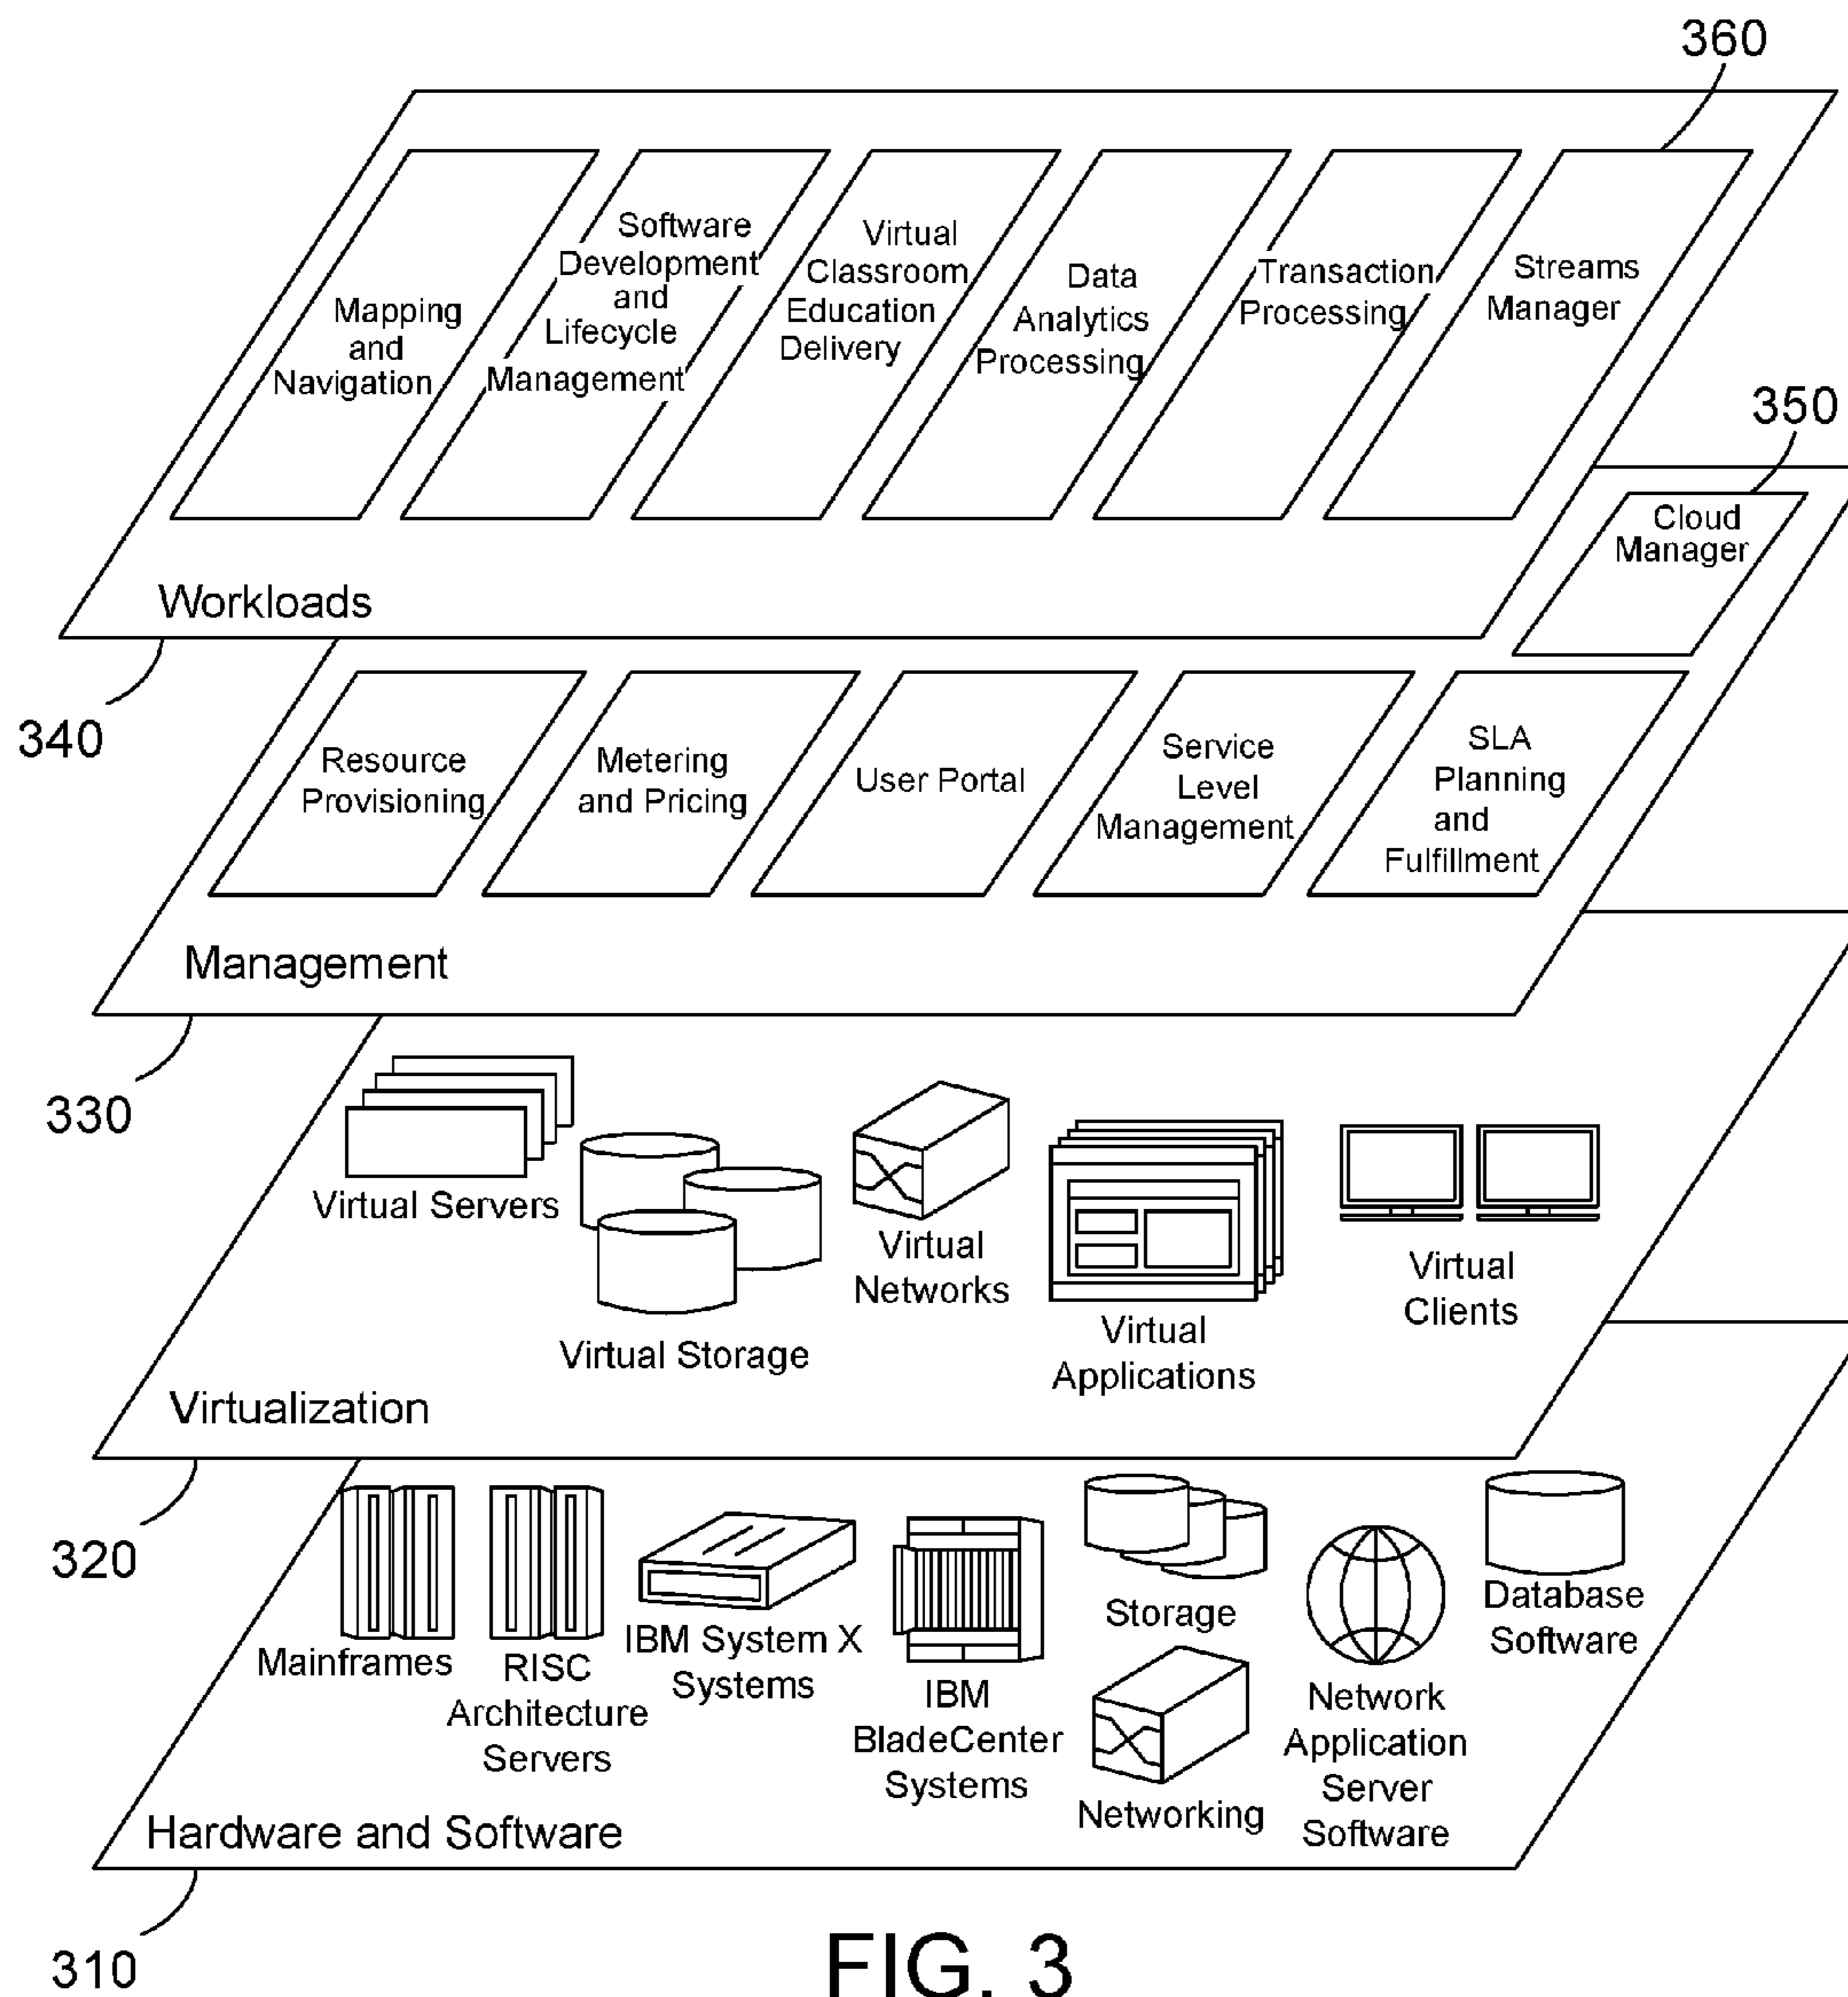 360
Mapping
and
Navigation
Software
Development
and
Lifecycle
Management
Virtual
Classroom
Education
Delivery
Data
Analytics
Processing
Transaction
Processing
Streams
Manager
Workloads
340
350
Cloud
Manager
Resource
Provisioning
Metering
and Pricing
User Portal
Service
Level
Management
SLA
Planning
and
Fulfillment
Management
330
Virtual Servers
Virtual Storage
Virtual
Networks
Virtual
Applications
Virtual
Clients
Virtualization
320
Mainframes
RISC
Architecture
Servers
IBM System X
Systems
IBM
BladeCenter
Systems
Storage
Networking
Network
Application
Server
Software
Database
Software
Hardware and Software
310
FIG. 3